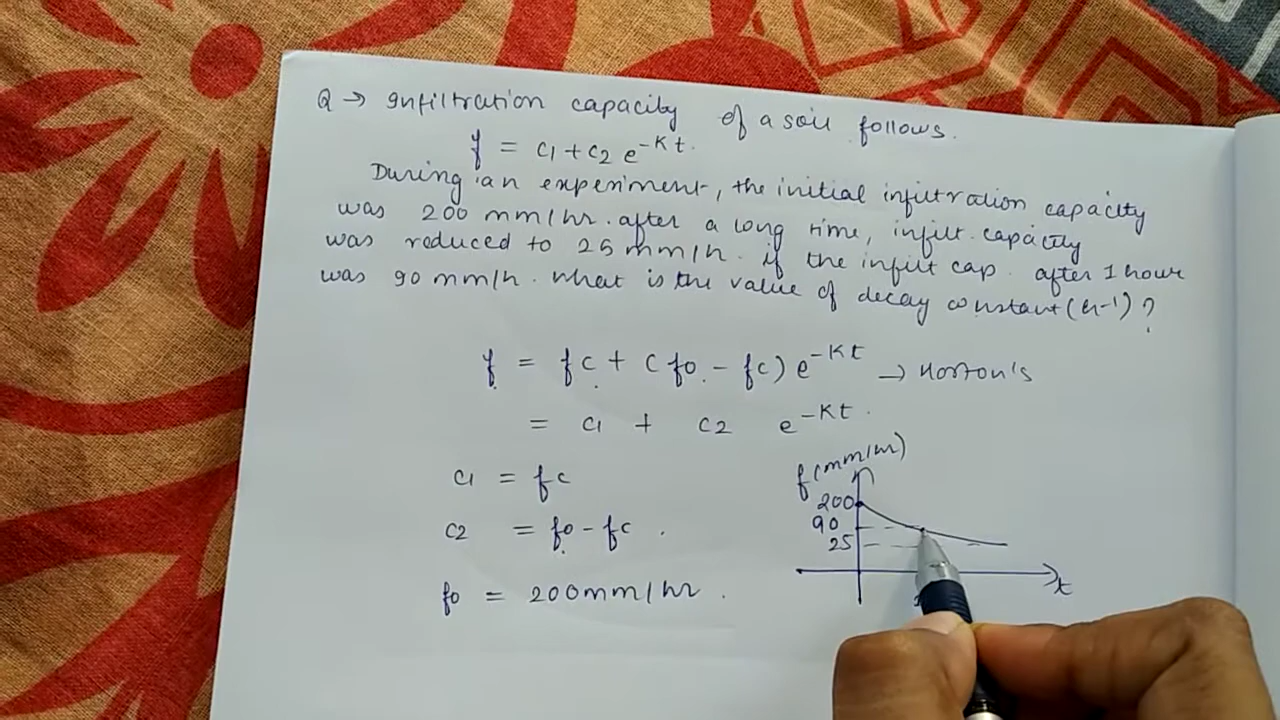 Q → Infiltration capacity of a soil follows.
f = c1 + c2 e^-Kt.
During an experiment, the initial infiltration capacity
was 200 mm/hr. after a long time, infilt. capacity
was reduced to 25 mm/h. if the infilt cap. after 1 hour
was 90 mm/h. What is the value of decay constant (h^-1) ?
f = fc + (fo - fc) e^-Kt → Horton's
= c1 + c2 e^-Kt.
c1 = fc
c2 = fo - fc.
fo = 200mm/hr.
f(mm/hr)
200
90
25
t